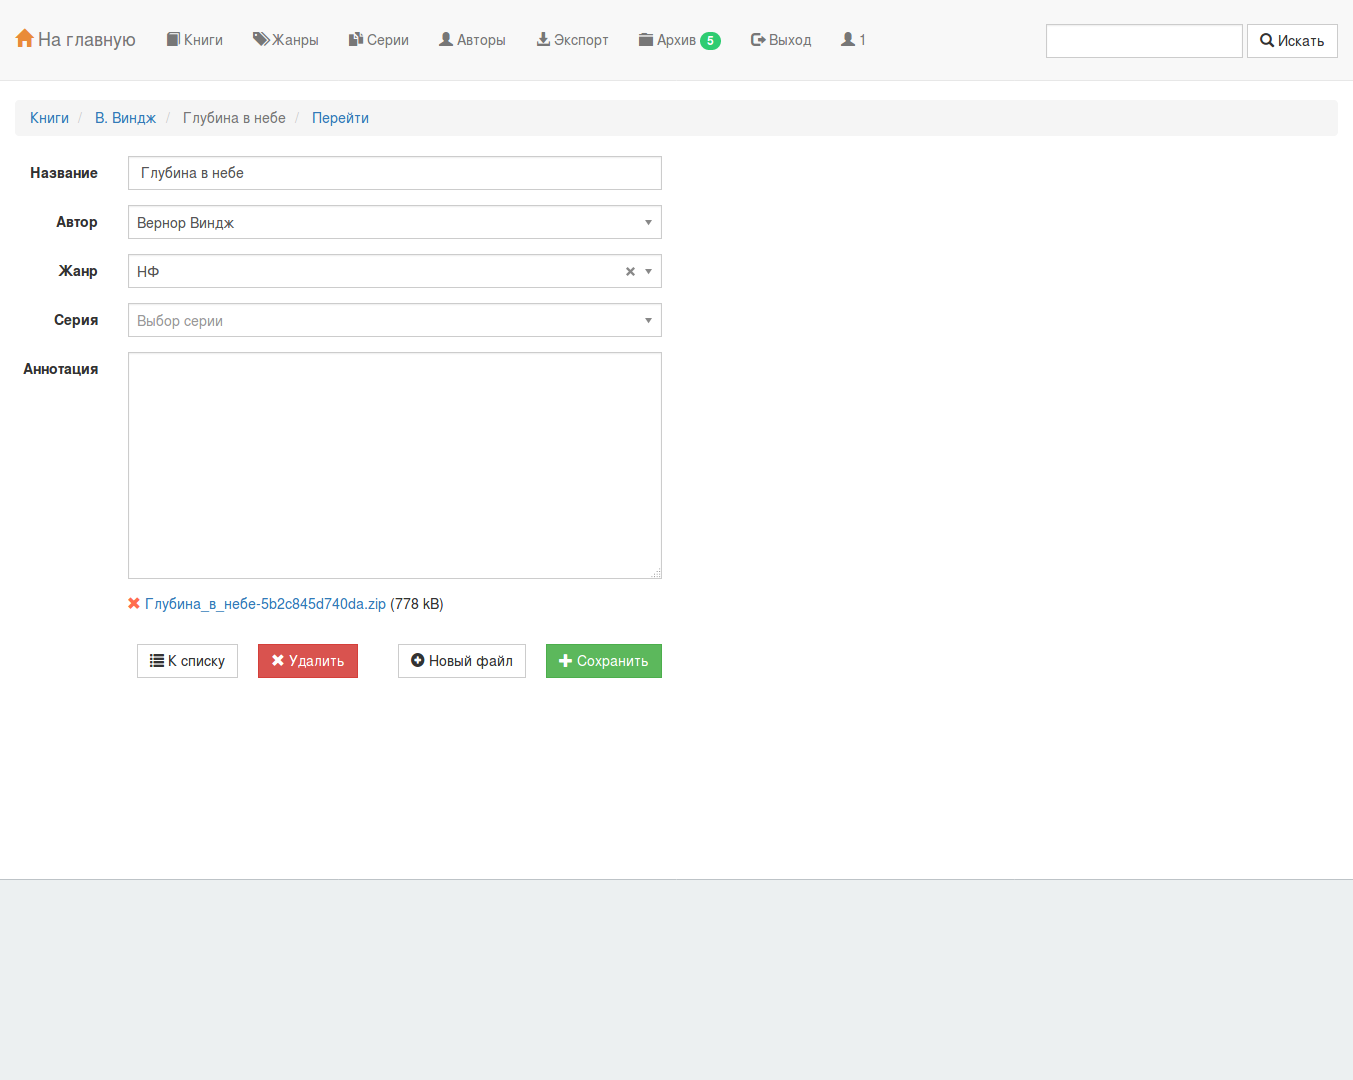 На главную Книги Жанры Серии Авторы Экспорт Архив 5 Выход 1 Искать
Книги / В. Виндж / Глубина в небе / Перейти
Название Глубина в небе
Автор Вернор Виндж
Жанр НФ
Серия Выбор серии
Аннотация
Глубина_в_небе-5b2c845d740da.zip (778 kB)
К списку Удалить Новый файл Сохранить